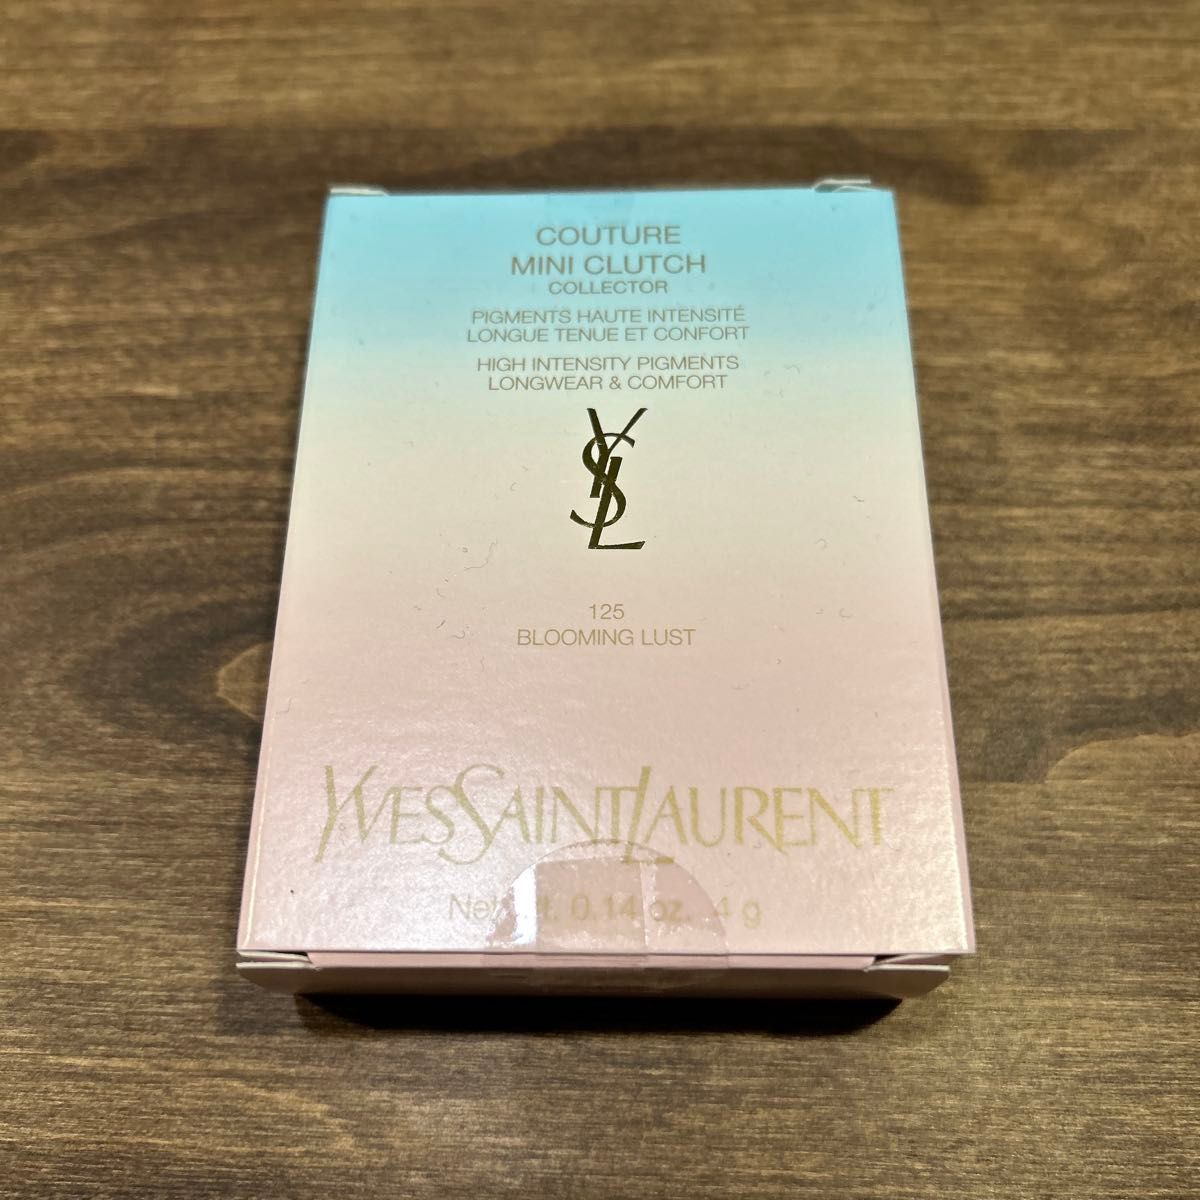 COUTURE
MINI CLUTCH
COLLECTOR
PIGMENTS HAUTE INTENSITÉ
LONGUE TENUE ET CONFORT
HIGH INTENSITY PIGMENTS
LONGWEAR & COMFORT
YSL
125
BLOOMING LUST
YVESSAINTLAURENT
0.14 oz. 4 g